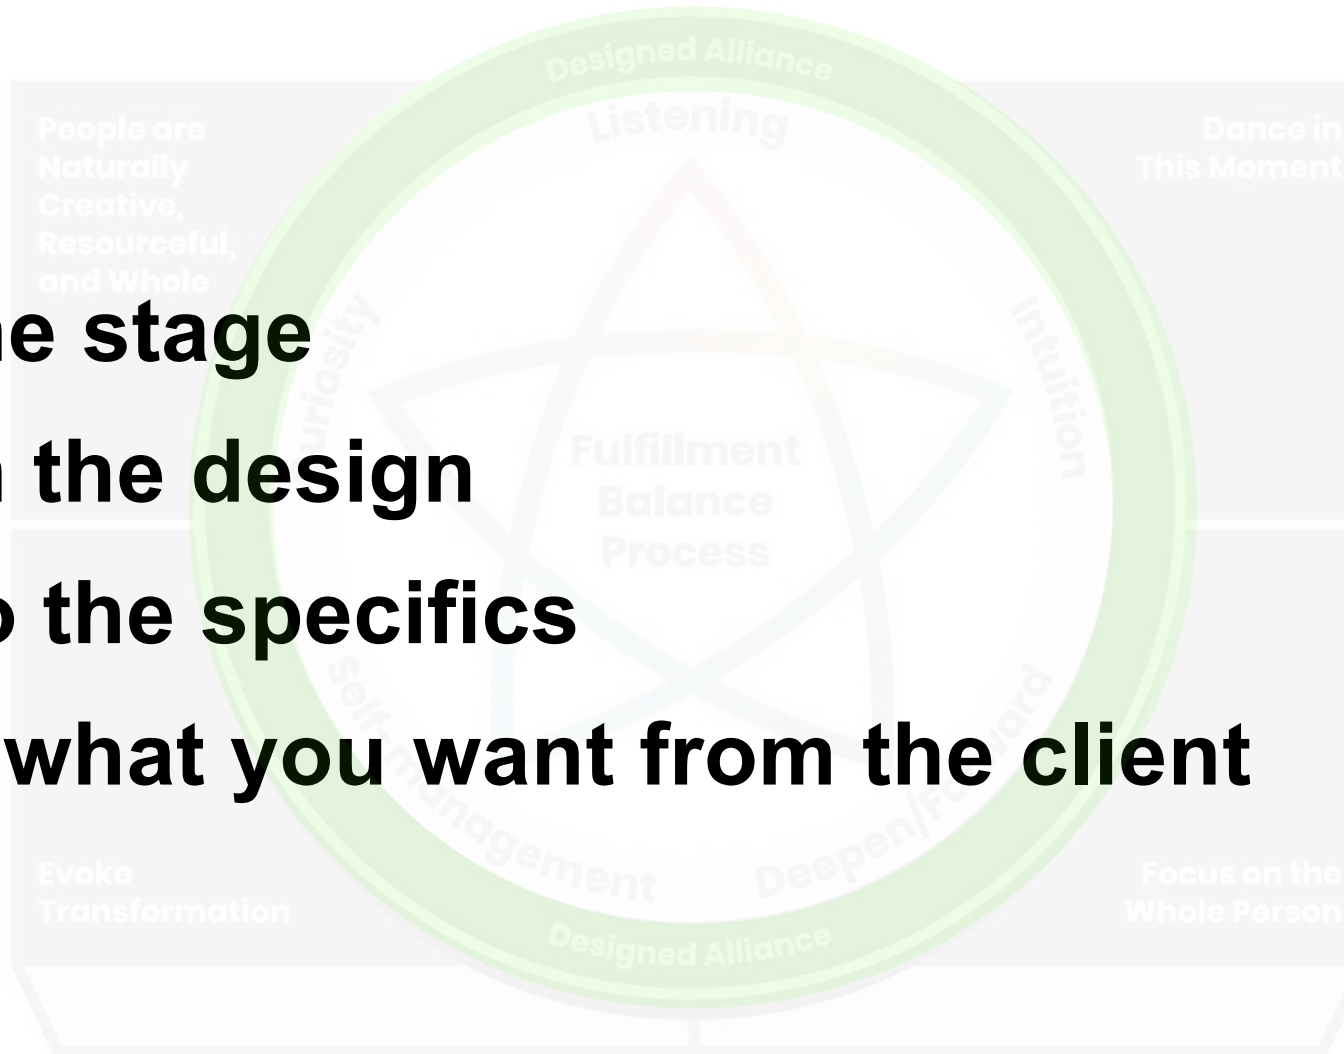 Designed Alliance
Listening
People are
Naturally
Creative,
Resourceful,
and Whole
Dance in
This Moment
Intuition
stage
the design
the specifics
what you want from the client
Fulfillment
Balance
Process
Self-management
Deepen/Forward
Evoke
Transformation
Focus on the
Whole Person
Designed Alliance